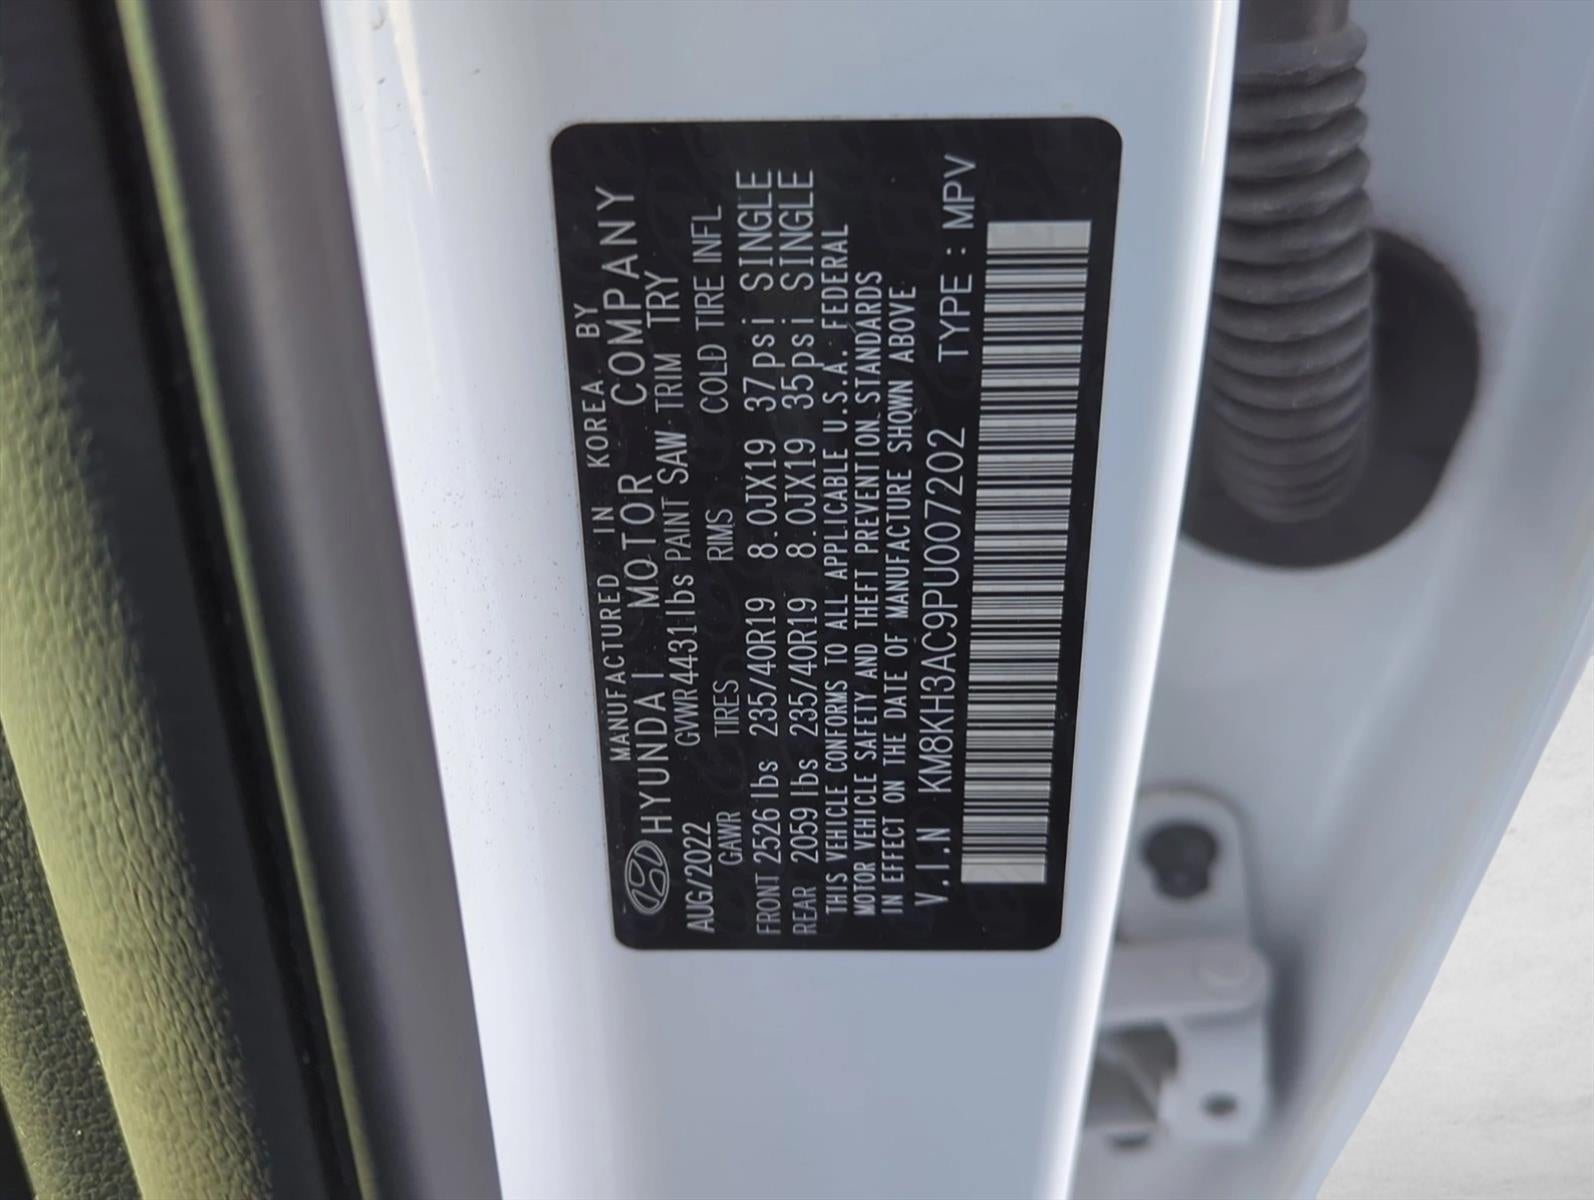 MANUFACTURED IN KOREA BY
HYUNDAI MOTOR COMPANY
AUG/2022 GVWR4431lbs PAINT SAW TRIM TRY
GAWR TIRES RIMS COLD TIRE INFL
FRONT 2526lbs 235/40R19 8.0JX19 37psi SINGLE
REAR 2059lbs 235/40R19 8.0JX19 35psi SINGLE
THIS VEHICLE CONFORMS TO ALL APPLICABLE U.S.A. FEDERAL
MOTOR VEHICLE SAFETY AND THEFT PREVENTION STANDARDS
IN EFFECT ON THE DATE OF MANUFACTURE SHOWN ABOVE
V.I.N KM8KH3AC9PU007202 TYPE : MPV